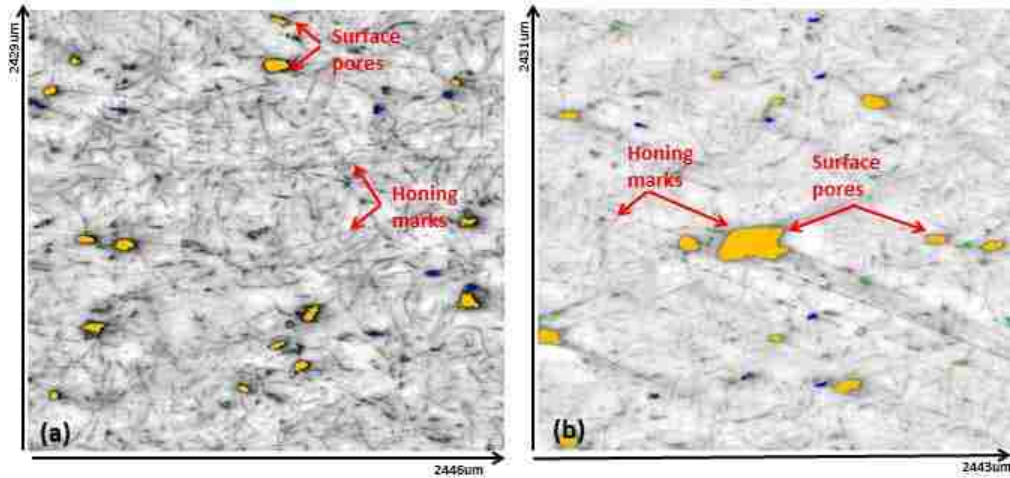 2429um
Surface
pores
Honing
marks
(a)
2446um
2431um
Honing
marks
Surface
pores
(b)
2443um